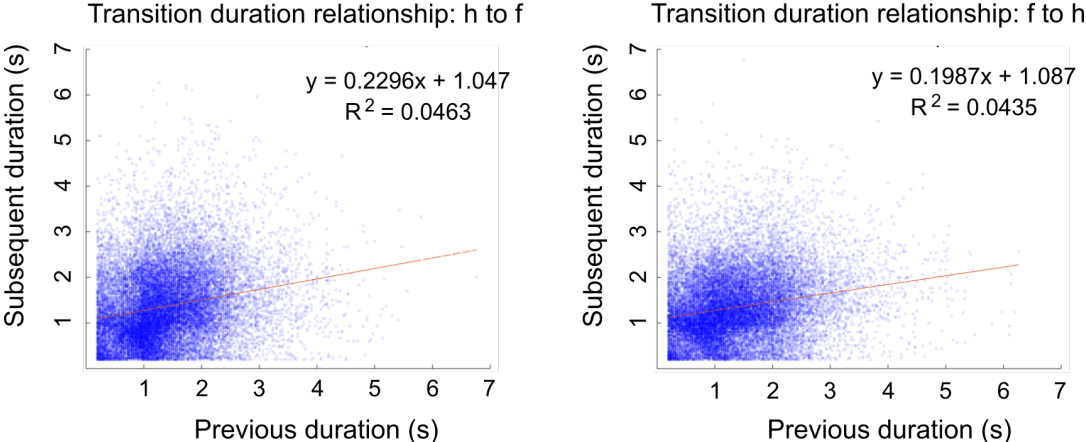 Transition duration relationship: h to f
Subsequent duration (s)
7
6
5
4
3
2
1
y = 0.2296x + 1.047
R² = 0.0463
1 2 3 4 5 6 7
Previous duration (s)
Transition duration relationship: f to h
Subsequent duration (s)
7
6
5
4
3
2
1
y = 0.1987x + 1.087
R² = 0.0435
1 2 3 4 5 6 7
Previous duration (s)